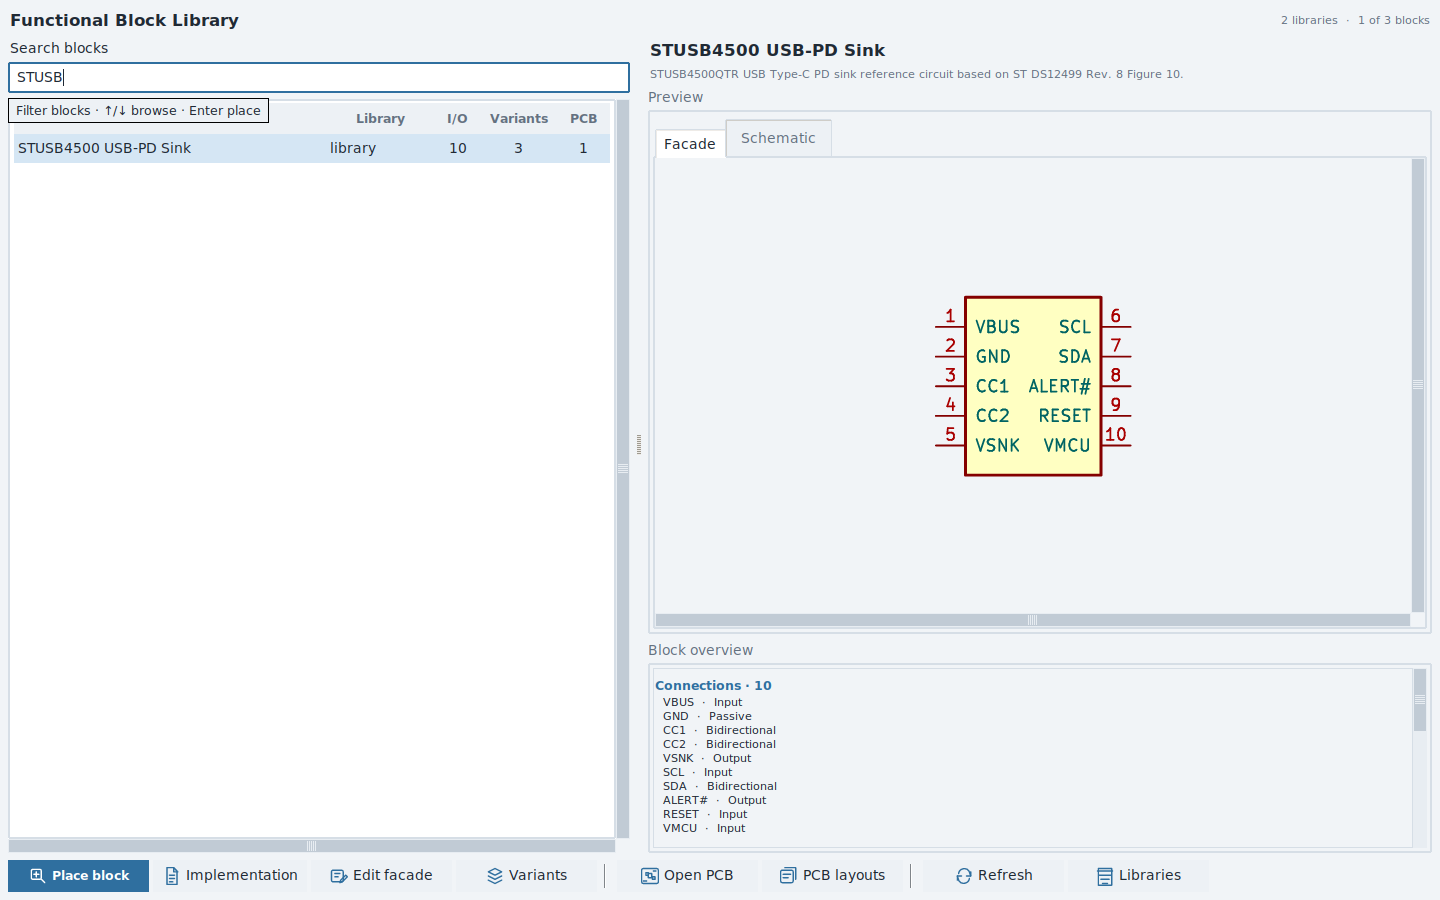 Functional Block Library
2 libraries · 1 of 3 blocks
Search blocks
STUSB
Filter blocks · ↑/↓ browse · Enter place
Library I/O Variants PCB
STUSB4500 USB-PD Sink library 10 3 1
STUSB4500 USB-PD Sink
STUSB4500QTR USB Type-C PD sink reference circuit based on ST DS12499 Rev. 8 Figure 10.
Preview
Facade Schematic
1 VBUS SCL 6
2 GND SDA 7
3 CC1 ALERT# 8
4 CC2 RESET 9
5 VSNK VMCU 10
Block overview
Connections · 10
VBUS · Input
GND · Passive
CC1 · Bidirectional
CC2 · Bidirectional
VSNK · Output
SCL · Input
SDA · Bidirectional
ALERT# · Output
RESET · Input
VMCU · Input
Place block Implementation Edit facade Variants Open PCB PCB layouts Refresh Libraries